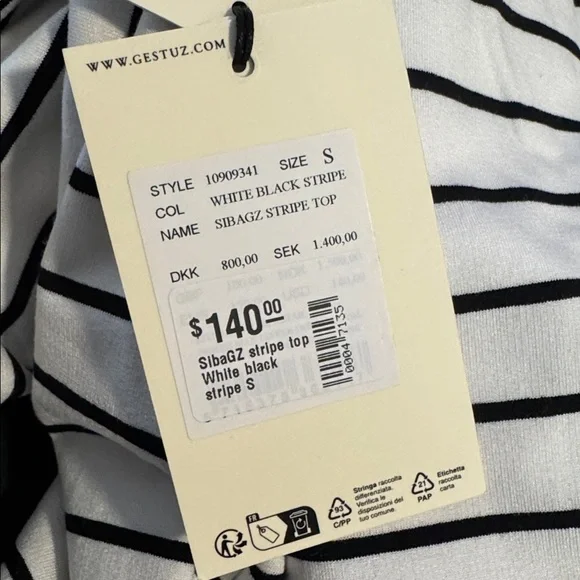 WWW.GESTUZ.COM
STYLE 10909341 SIZE S
COL WHITE BLACK STRIPE
NAME SIBAGZ STRIPE TOP
DKK 800,00 SEK 1.400,00
$140.00
SibaGZ stripe top
White black
stripe S
00047135
FR
93
C/PP
Stringa raccolta
differenziata.
Verifica le
disposizioni del
tuo comune.
21
PAP
Etichetta
raccolta
carta